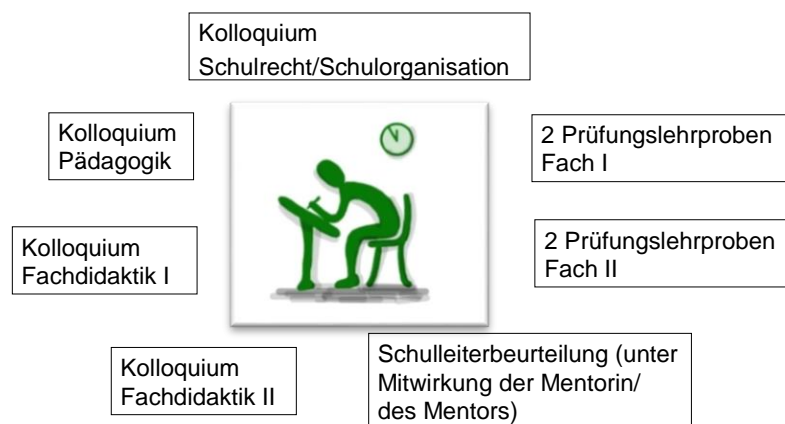 Kolloquium
Schulrecht/Schulorganisation
Kolloquium
Pädagogik
2 Prüfungslehrproben
Fach I
Kolloquium
Fachdidaktik I
2 Prüfungslehrproben
Fach II
Kolloquium
Fachdidaktik II
Schulleiterbeurteilung (unter
Mitwirkung der Mentorin/
des Mentors)